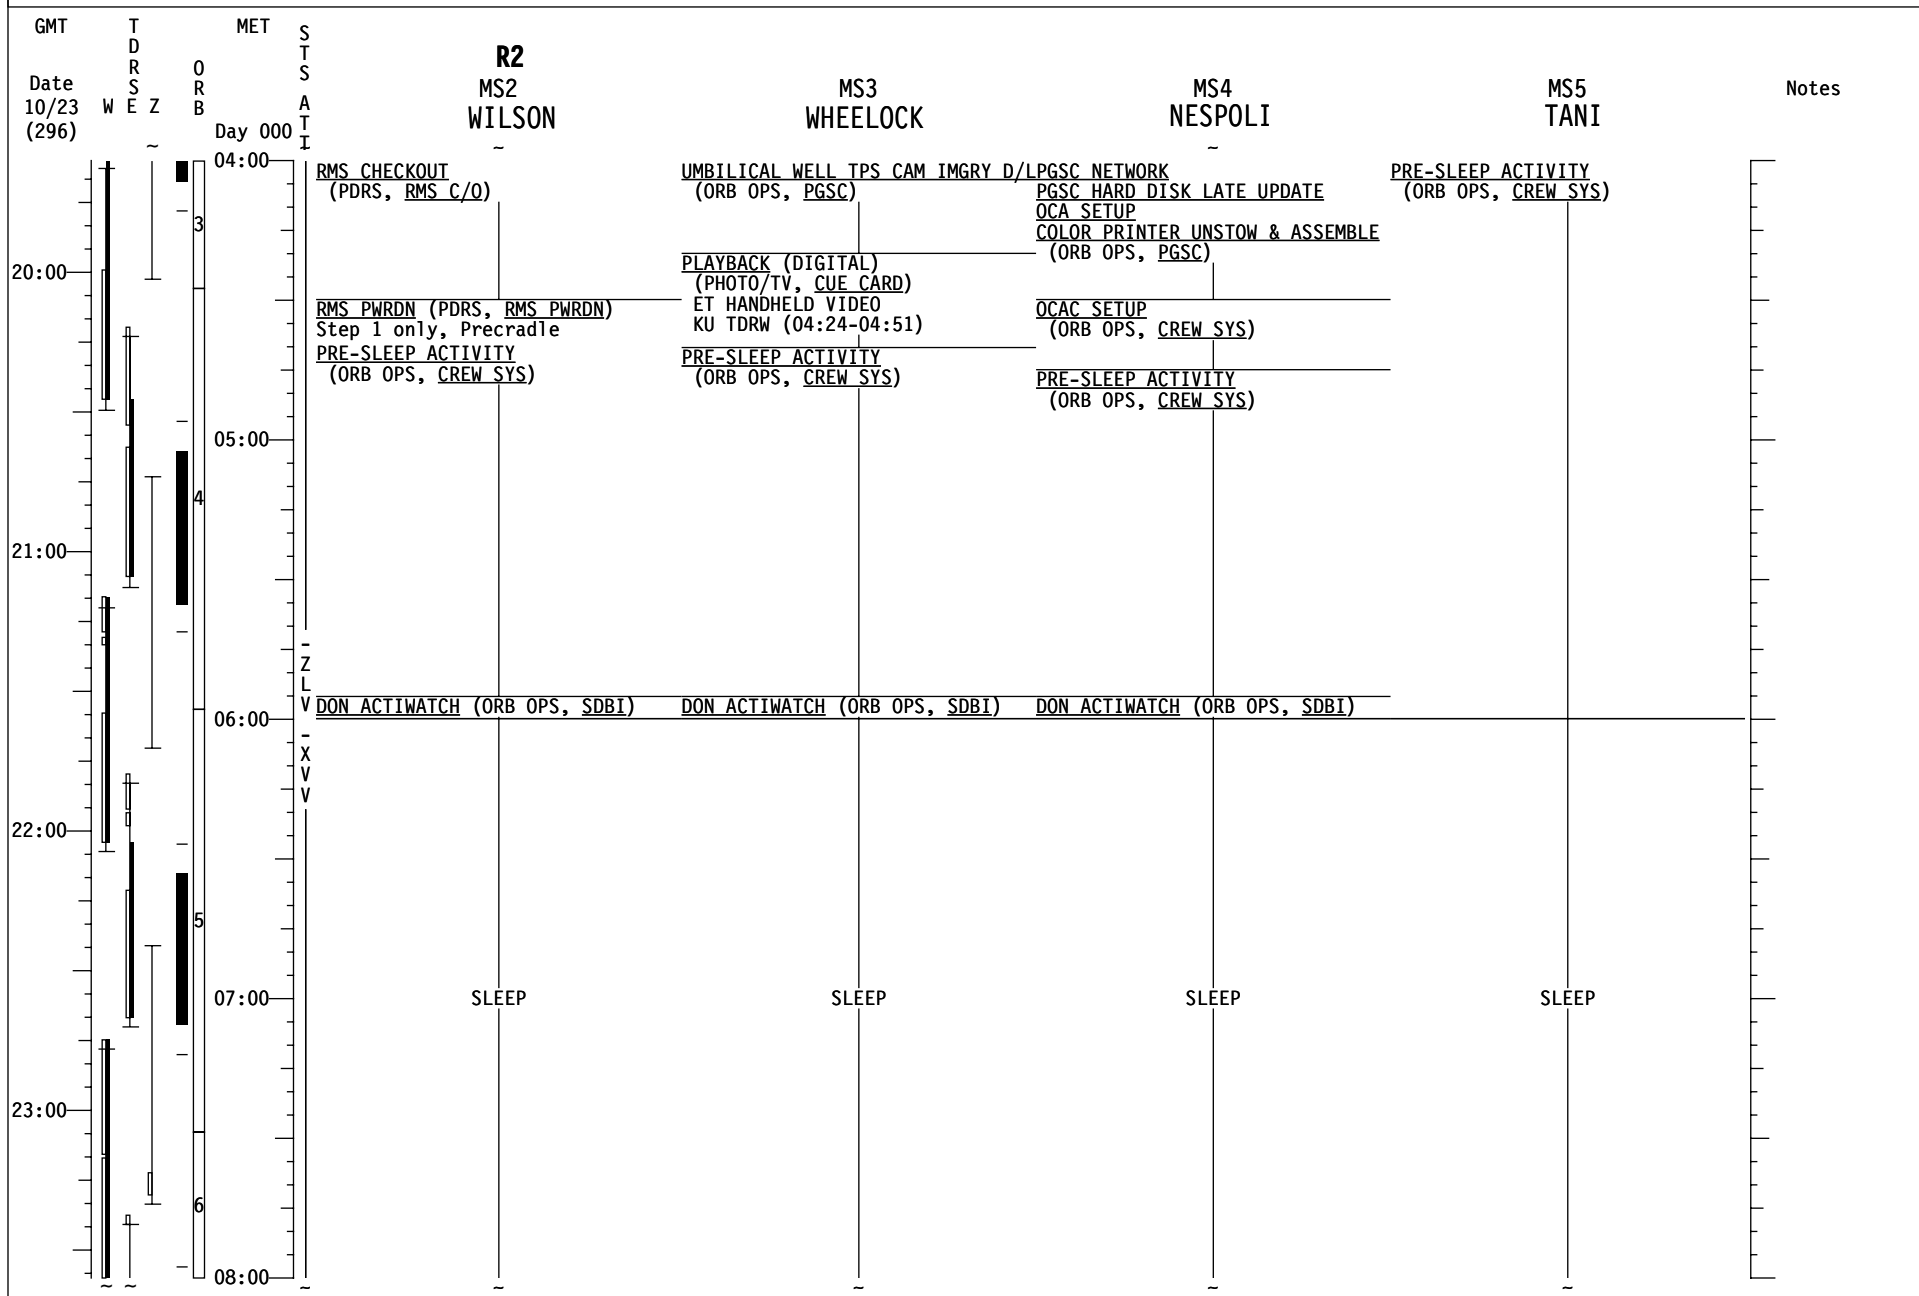 GMT
TDRS
MET
STS ATT
ORB
R2
Date
10/23
(296)
W E Z
Day 000
MS2
WILSON
MS3
WHEELOCK
MS4
NESPOLI
MS5
TANI
Notes
~ ~ ~
04:00
RMS CHECKOUT
(PDRS, RMS C/O)
UMBILICAL WELL TPS CAM IMGRY D/L
(ORB OPS, PGSC)
PGSC NETWORK
PGSC HARD DISK LATE UPDATE
OCA SETUP
COLOR PRINTER UNSTOW & ASSEMBLE
(ORB OPS, PGSC)
PRE-SLEEP ACTIVITY
(ORB OPS, CREW SYS)
3
20:00
PLAYBACK (DIGITAL)
(PHOTO/TV, CUE CARD)
ET HANDHELD VIDEO
KU TDRW (04:24-04:51)
RMS PWRDN (PDRS, RMS PWRDN)
Step 1 only, Precradle
OCAC SETUP
(ORB OPS, CREW SYS)
PRE-SLEEP ACTIVITY
(ORB OPS, CREW SYS)
PRE-SLEEP ACTIVITY
(ORB OPS, CREW SYS)
PRE-SLEEP ACTIVITY
(ORB OPS, CREW SYS)
05:00
4
21:00
-ZLV
DON ACTIWATCH (ORB OPS, SDBI)
DON ACTIWATCH (ORB OPS, SDBI)
DON ACTIWATCH (ORB OPS, SDBI)
06:00
-XVV
22:00
5
07:00
SLEEP
SLEEP
SLEEP
SLEEP
23:00
6
08:00
~ ~ ~ ~ ~ ~ ~